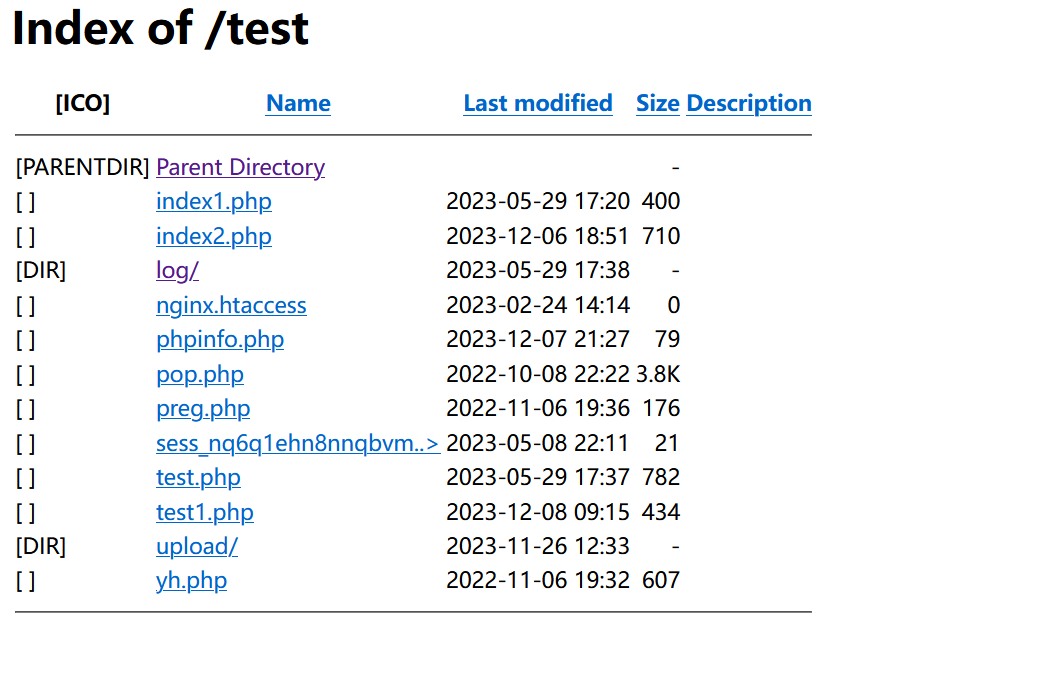 Index of /test
[ICO] Name Last modified Size Description
[PARENTDIR] Parent Directory -
[ ] index1.php 2023-05-29 17:20 400
[ ] index2.php 2023-12-06 18:51 710
[DIR] log/ 2023-05-29 17:38 -
[ ] nginx.htaccess 2023-02-24 14:14 0
[ ] phpinfo.php 2023-12-07 21:27 79
[ ] pop.php 2022-10-08 22:22 3.8K
[ ] preg.php 2022-11-06 19:36 176
[ ] sess_nq6q1ehn8nnqbvm..> 2023-05-08 22:11 21
[ ] test.php 2023-05-29 17:37 782
[ ] test1.php 2023-12-08 09:15 434
[DIR] upload/ 2023-11-26 12:33 -
[ ] yh.php 2022-11-06 19:32 607